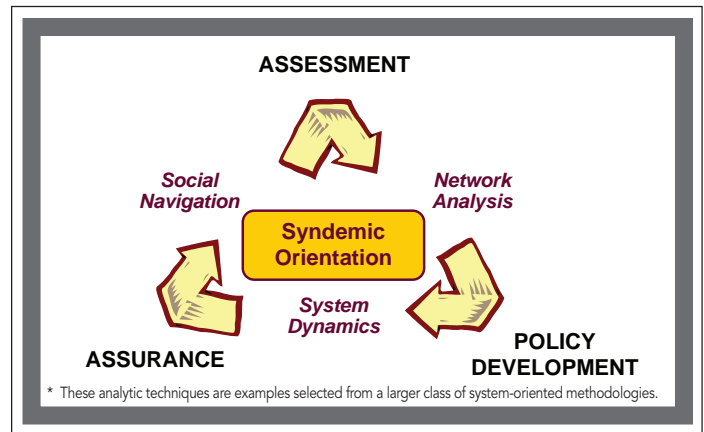 ASSESSMENT
Social
Navigation
Network
Analysis
Syndemic
Orientation
System
Dynamics
ASSURANCE
POLICY
DEVELOPMENT
* These analytic techniques are examples selected from a larger class of system-oriented methodologies.